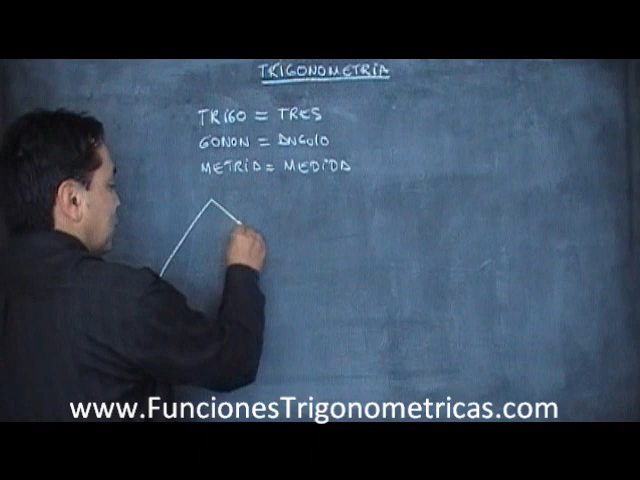 TRIGONOMETRIA
TRIGO = TRES
GONON = ANGULO
METRIA = MEDIDA
www.FuncionesTrigonometricas.com